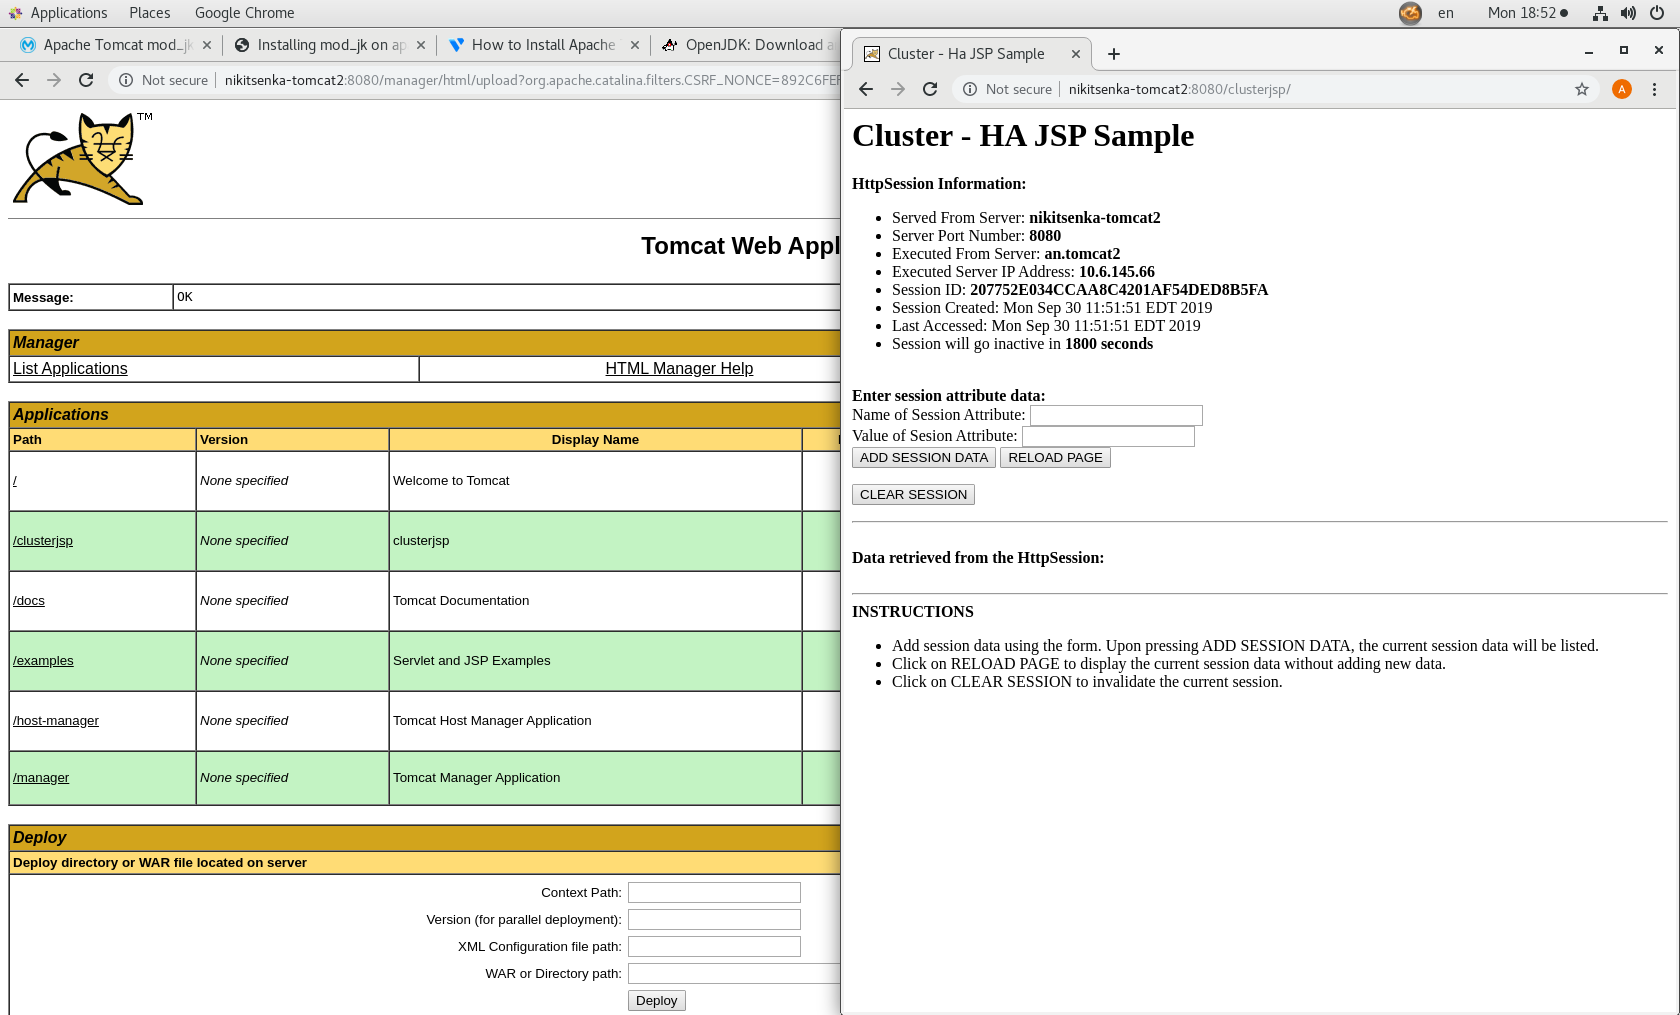 Applications Places Google Chrome en Mon 18:52
Apache Tomcat mod_jk
Installing mod_jk on ap
How to Install Apache
OpenJDK: Download a
Not secure nikitsenka-tomcat2:8080/manager/html/upload?org.apache.catalina.filters.CSRF_NONCE=892C6FEF
TM
Tomcat Web Appl
Message: OK
Manager
List Applications HTML Manager Help
Applications
Path Version Display Name
/ None specified Welcome to Tomcat
/clusterjsp None specified clusterjsp
/docs None specified Tomcat Documentation
/examples None specified Servlet and JSP Examples
/host-manager None specified Tomcat Host Manager Application
/manager None specified Tomcat Manager Application
Deploy
Deploy directory or WAR file located on server
Context Path:
Version (for parallel deployment):
XML Configuration file path:
WAR or Directory path:
Deploy
Cluster - Ha JSP Sample
Not secure nikitsenka-tomcat2:8080/clusterjsp/ A
Cluster - HA JSP Sample
HttpSession Information:
Served From Server: nikitsenka-tomcat2
Server Port Number: 8080
Executed From Server: an.tomcat2
Executed Server IP Address: 10.6.145.66
Session ID: 207752E034CCAA8C4201AF54DED8B5FA
Session Created: Mon Sep 30 11:51:51 EDT 2019
Last Accessed: Mon Sep 30 11:51:51 EDT 2019
Session will go inactive in 1800 seconds
Enter session attribute data:
Name of Session Attribute:
Value of Sesion Attribute:
ADD SESSION DATA RELOAD PAGE
CLEAR SESSION
Data retrieved from the HttpSession:
INSTRUCTIONS
Add session data using the form. Upon pressing ADD SESSION DATA, the current session data will be listed.
Click on RELOAD PAGE to display the current session data without adding new data.
Click on CLEAR SESSION to invalidate the current session.